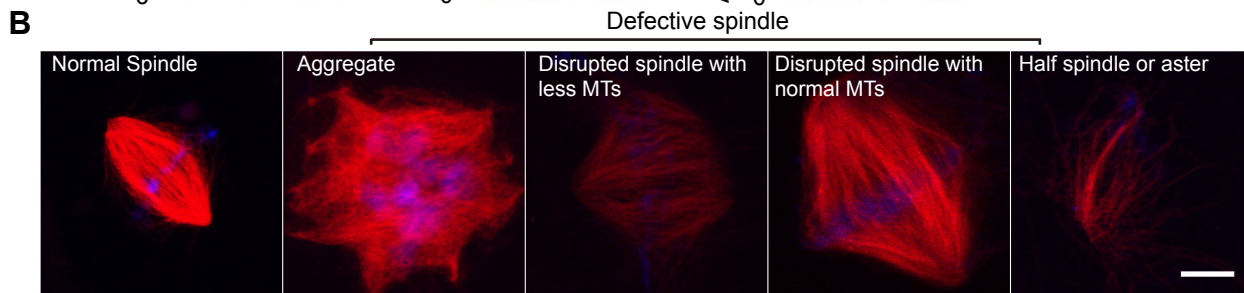 B
Defective spindle
Normal Spindle
Aggregate
Disrupted spindle with
less MTs
Disrupted spindle with
normal MTs
Half spindle or aster